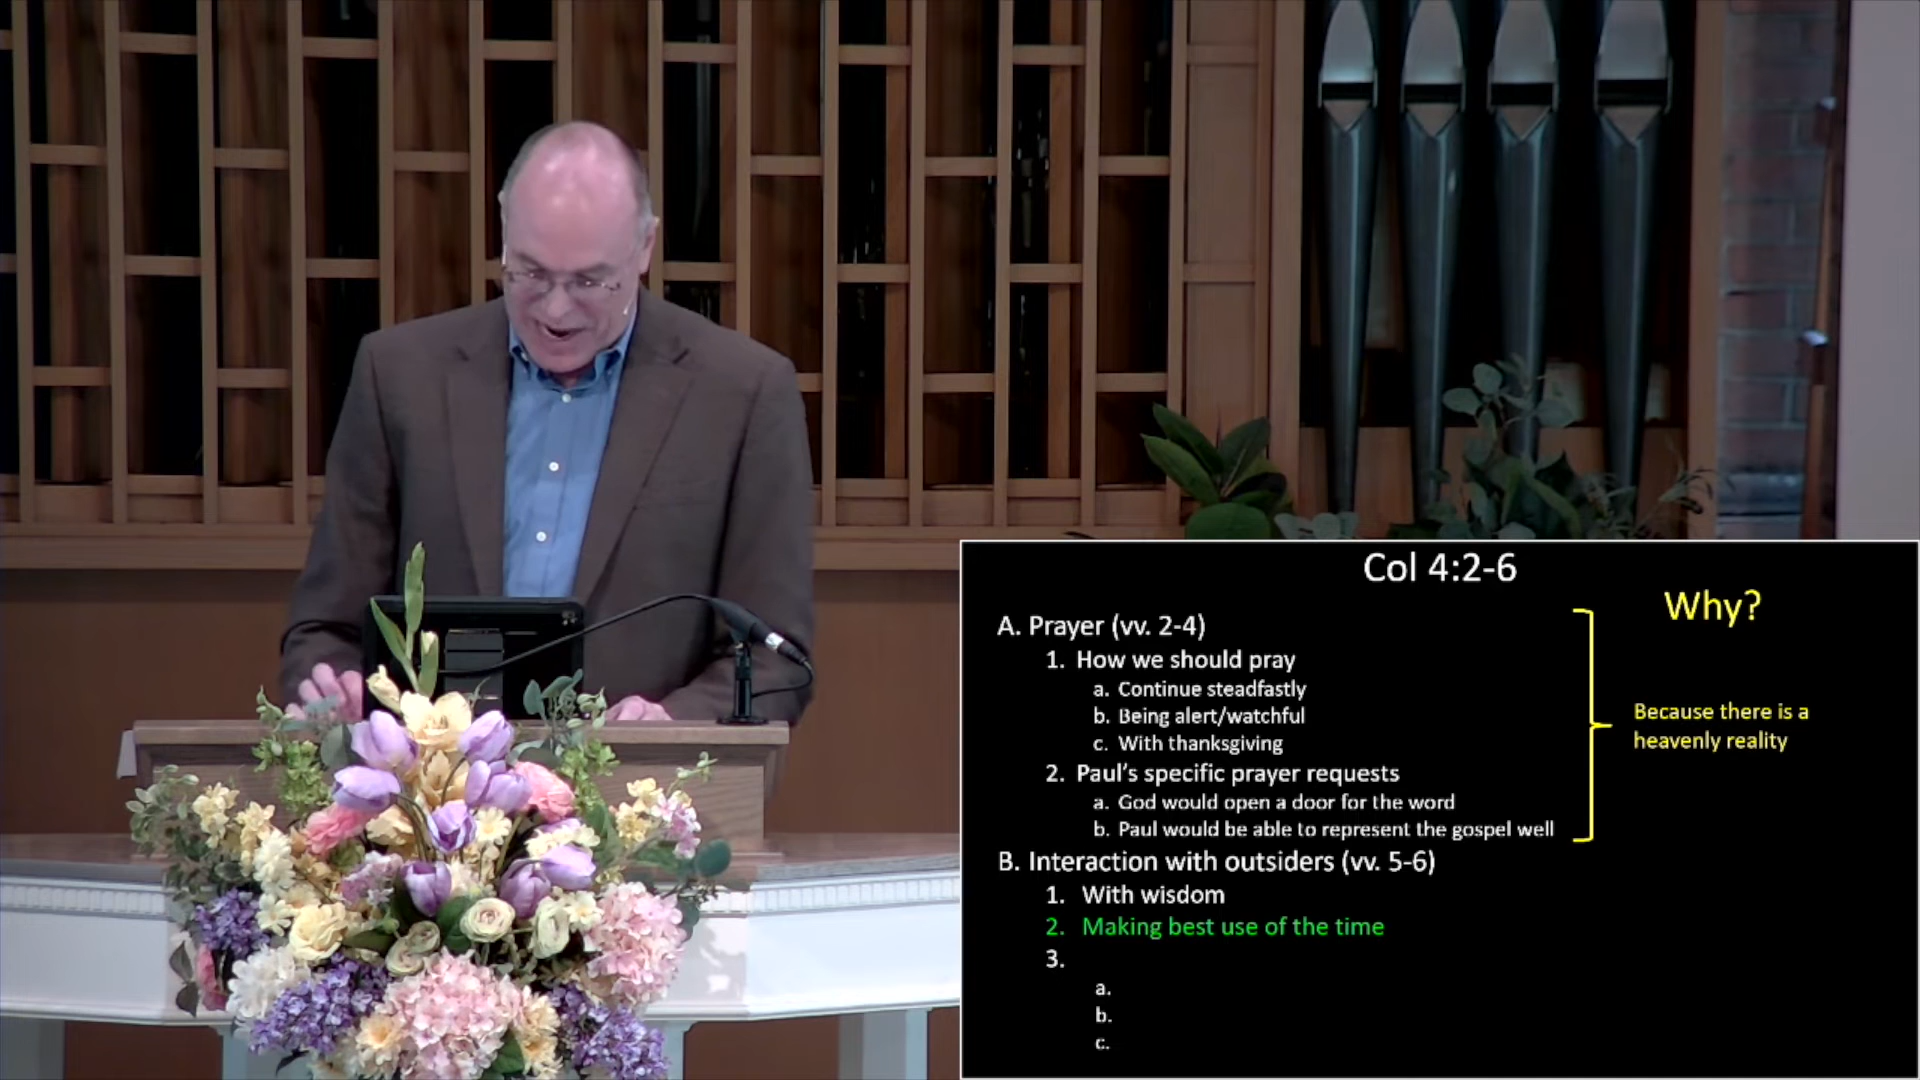 Col 4:2-6
Why?
A. Prayer (vv. 2-4)
1. How we should pray
a. Continue steadfastly
b. Being alert/watchful
c. With thanksgiving
2. Paul's specific prayer requests
a. God would open a door for the word
b. Paul would be able to represent the gospel well
Because there is a
heavenly reality
B. Interaction with outsiders (vv. 5-6)
1. With wisdom
2. Making best use of the time
3.
a.
b.
c.